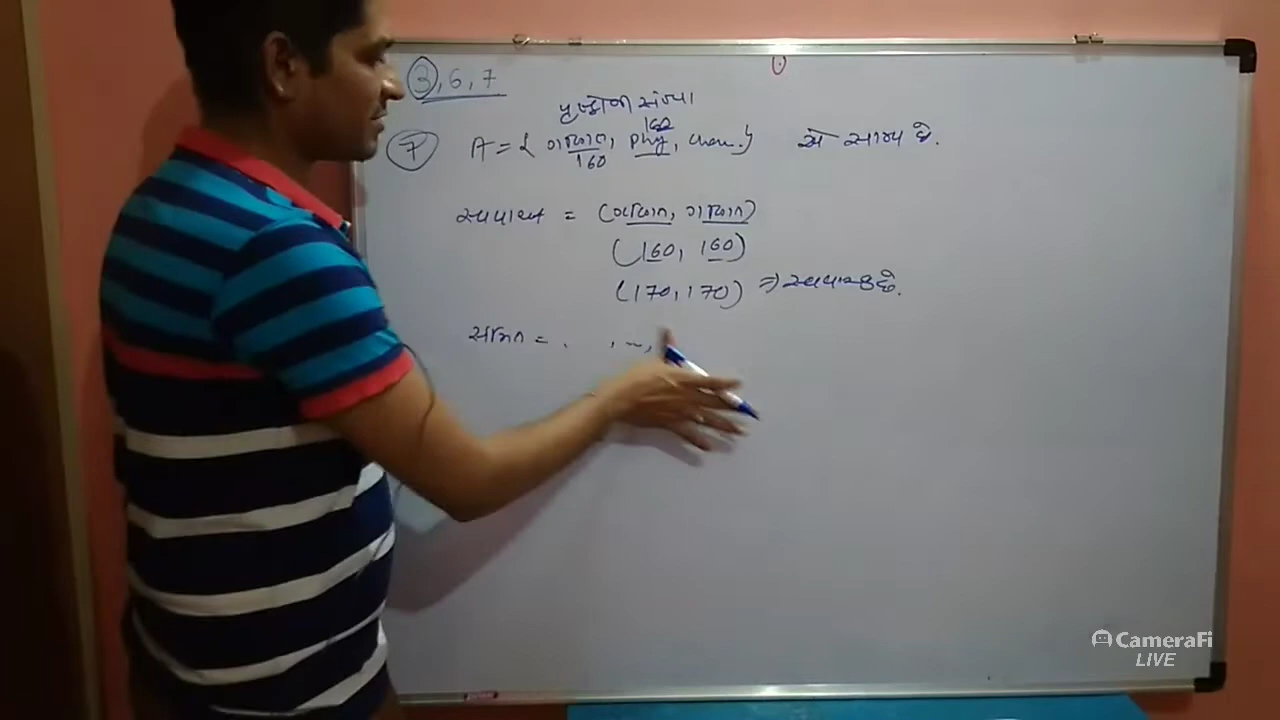 3, 6, 7
પૃષ્ઠોની સંખ્યા
160
7 A = { ગણિત, phy, chem. } એ સામ્ય છે.
160
સ્વવાચક = (ગણિત, ગણિત)
(160, 160)
(170, 170) ⇒ સ્વવાચક છે.
સંમિત =
CameraFi
LIVE